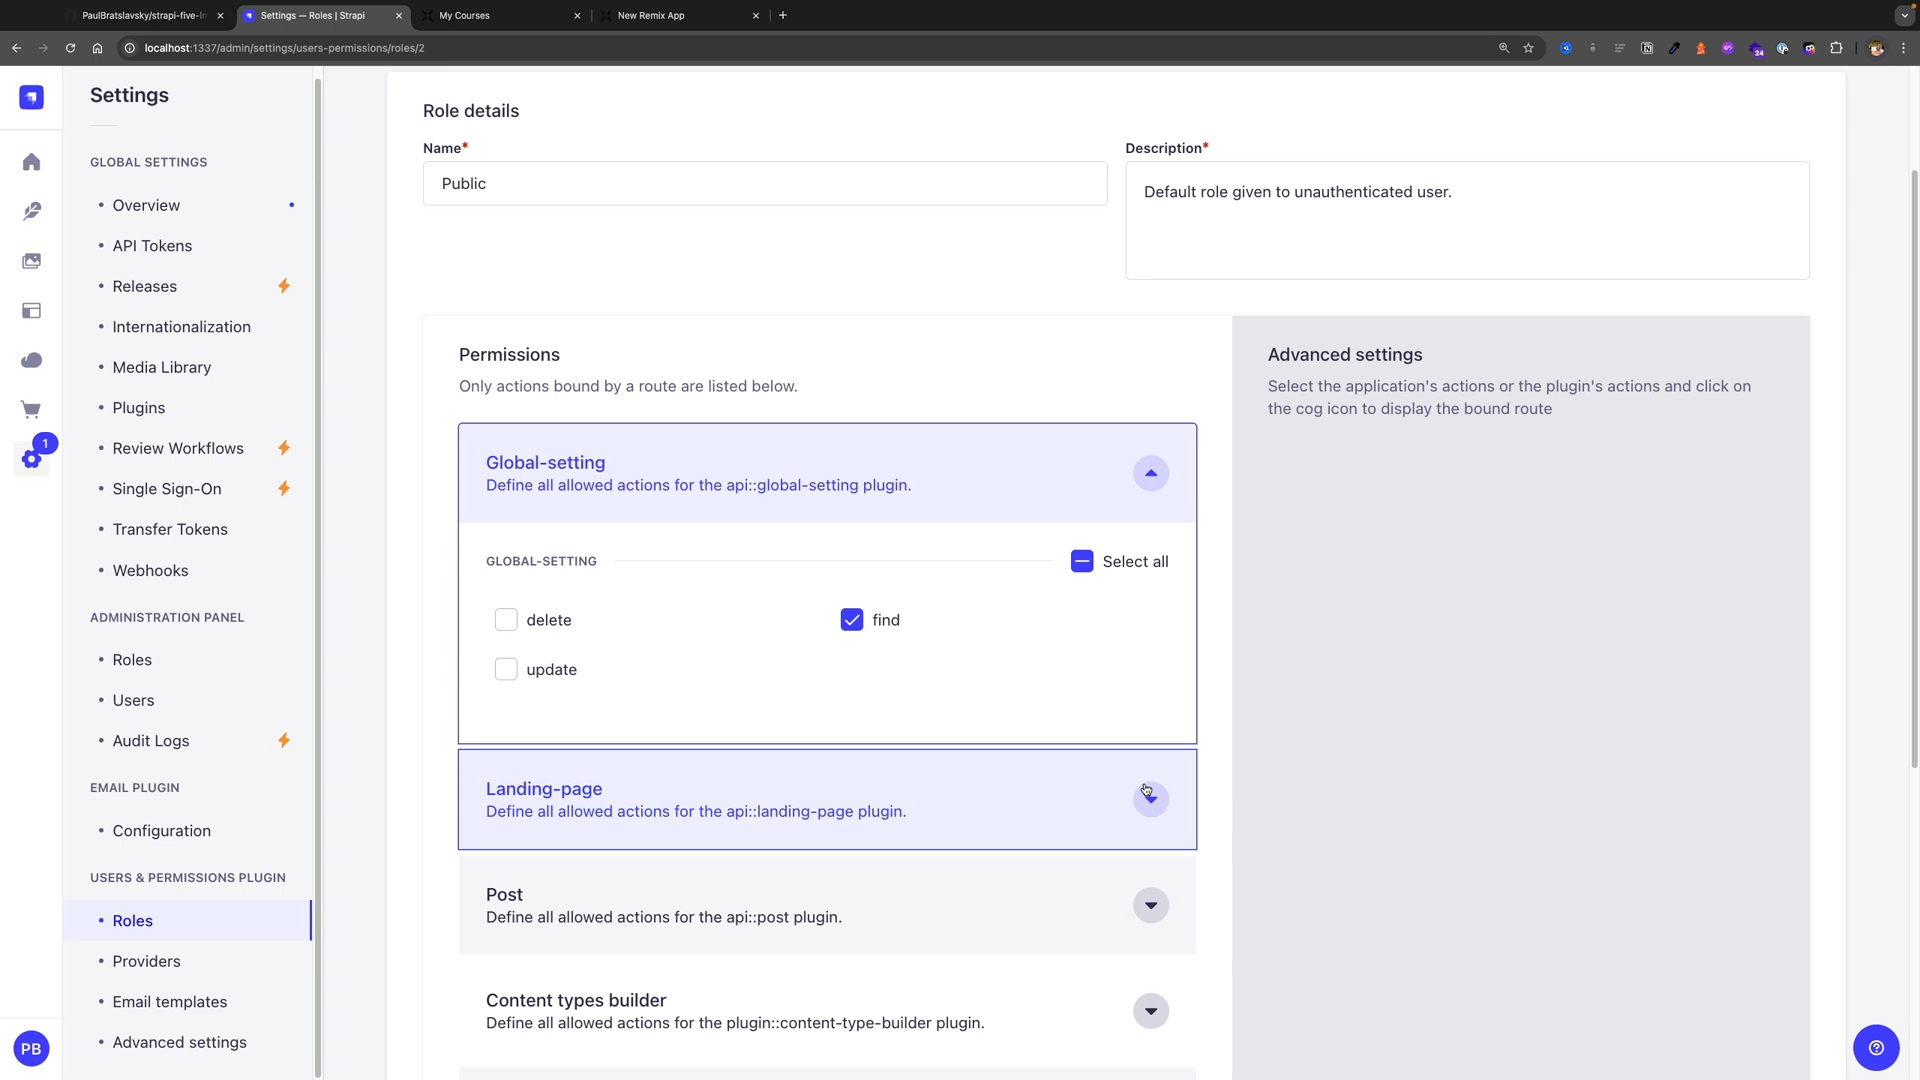 PaulBratslavsky/strapi-five-In
Settings — Roles | Strapi
My Courses
New Remix App
localhost:1337/admin/settings/users-permissions/roles/2
24
Settings
GLOBAL SETTINGS
Overview
API Tokens
Releases
Internationalization
Media Library
Plugins
Review Workflows
Single Sign-On
Transfer Tokens
Webhooks
ADMINISTRATION PANEL
Roles
Users
Audit Logs
EMAIL PLUGIN
Configuration
USERS & PERMISSIONS PLUGIN
Roles
Providers
Email templates
Advanced settings
1
PB
Role details
Name*
Public
Description*
Default role given to unauthenticated user.
Permissions
Only actions bound by a route are listed below.
Global-setting
Define all allowed actions for the api::global-setting plugin.
GLOBAL-SETTING
Select all
delete
find
update
Landing-page
Define all allowed actions for the api::landing-page plugin.
Post
Define all allowed actions for the api::post plugin.
Content types builder
Define all allowed actions for the plugin::content-type-builder plugin.
Advanced settings
Select the application's actions or the plugin's actions and click on
the cog icon to display the bound route